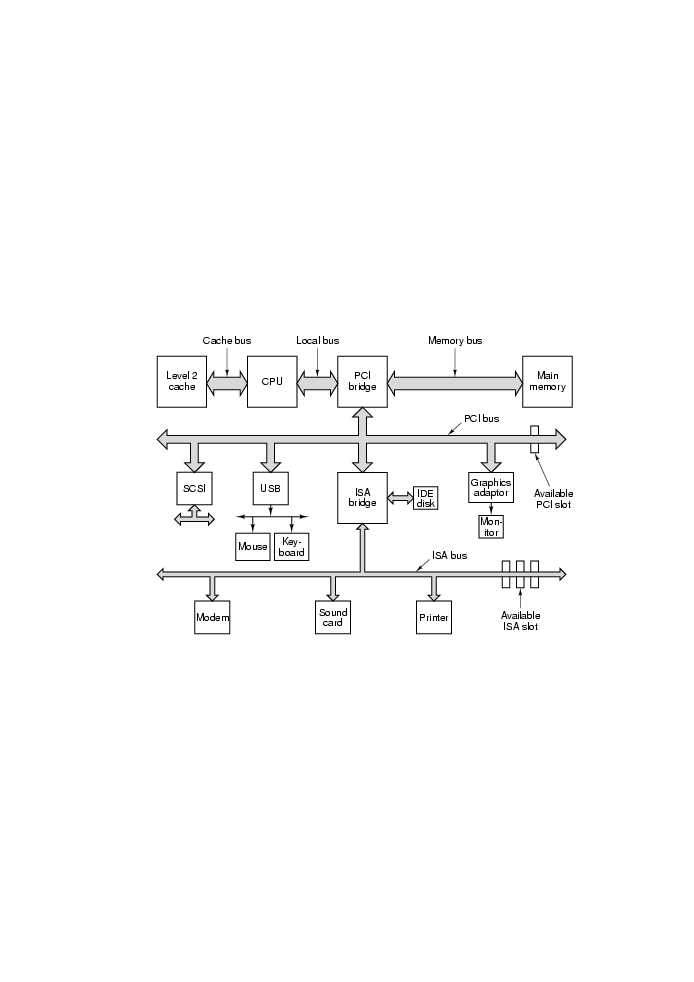 Cache bus
Local bus
Memory bus
Level 2
cache
CPU
PCI
bridge
Main
memory
PCI bus
SCSI
USB
ISA
bridge
IDE
disk
Graphics
adaptor
Available
PCI slot
Mon-
itor
Mouse
Key-
board
ISA bus
Modem
Sound
card
Printer
Available
ISA slot